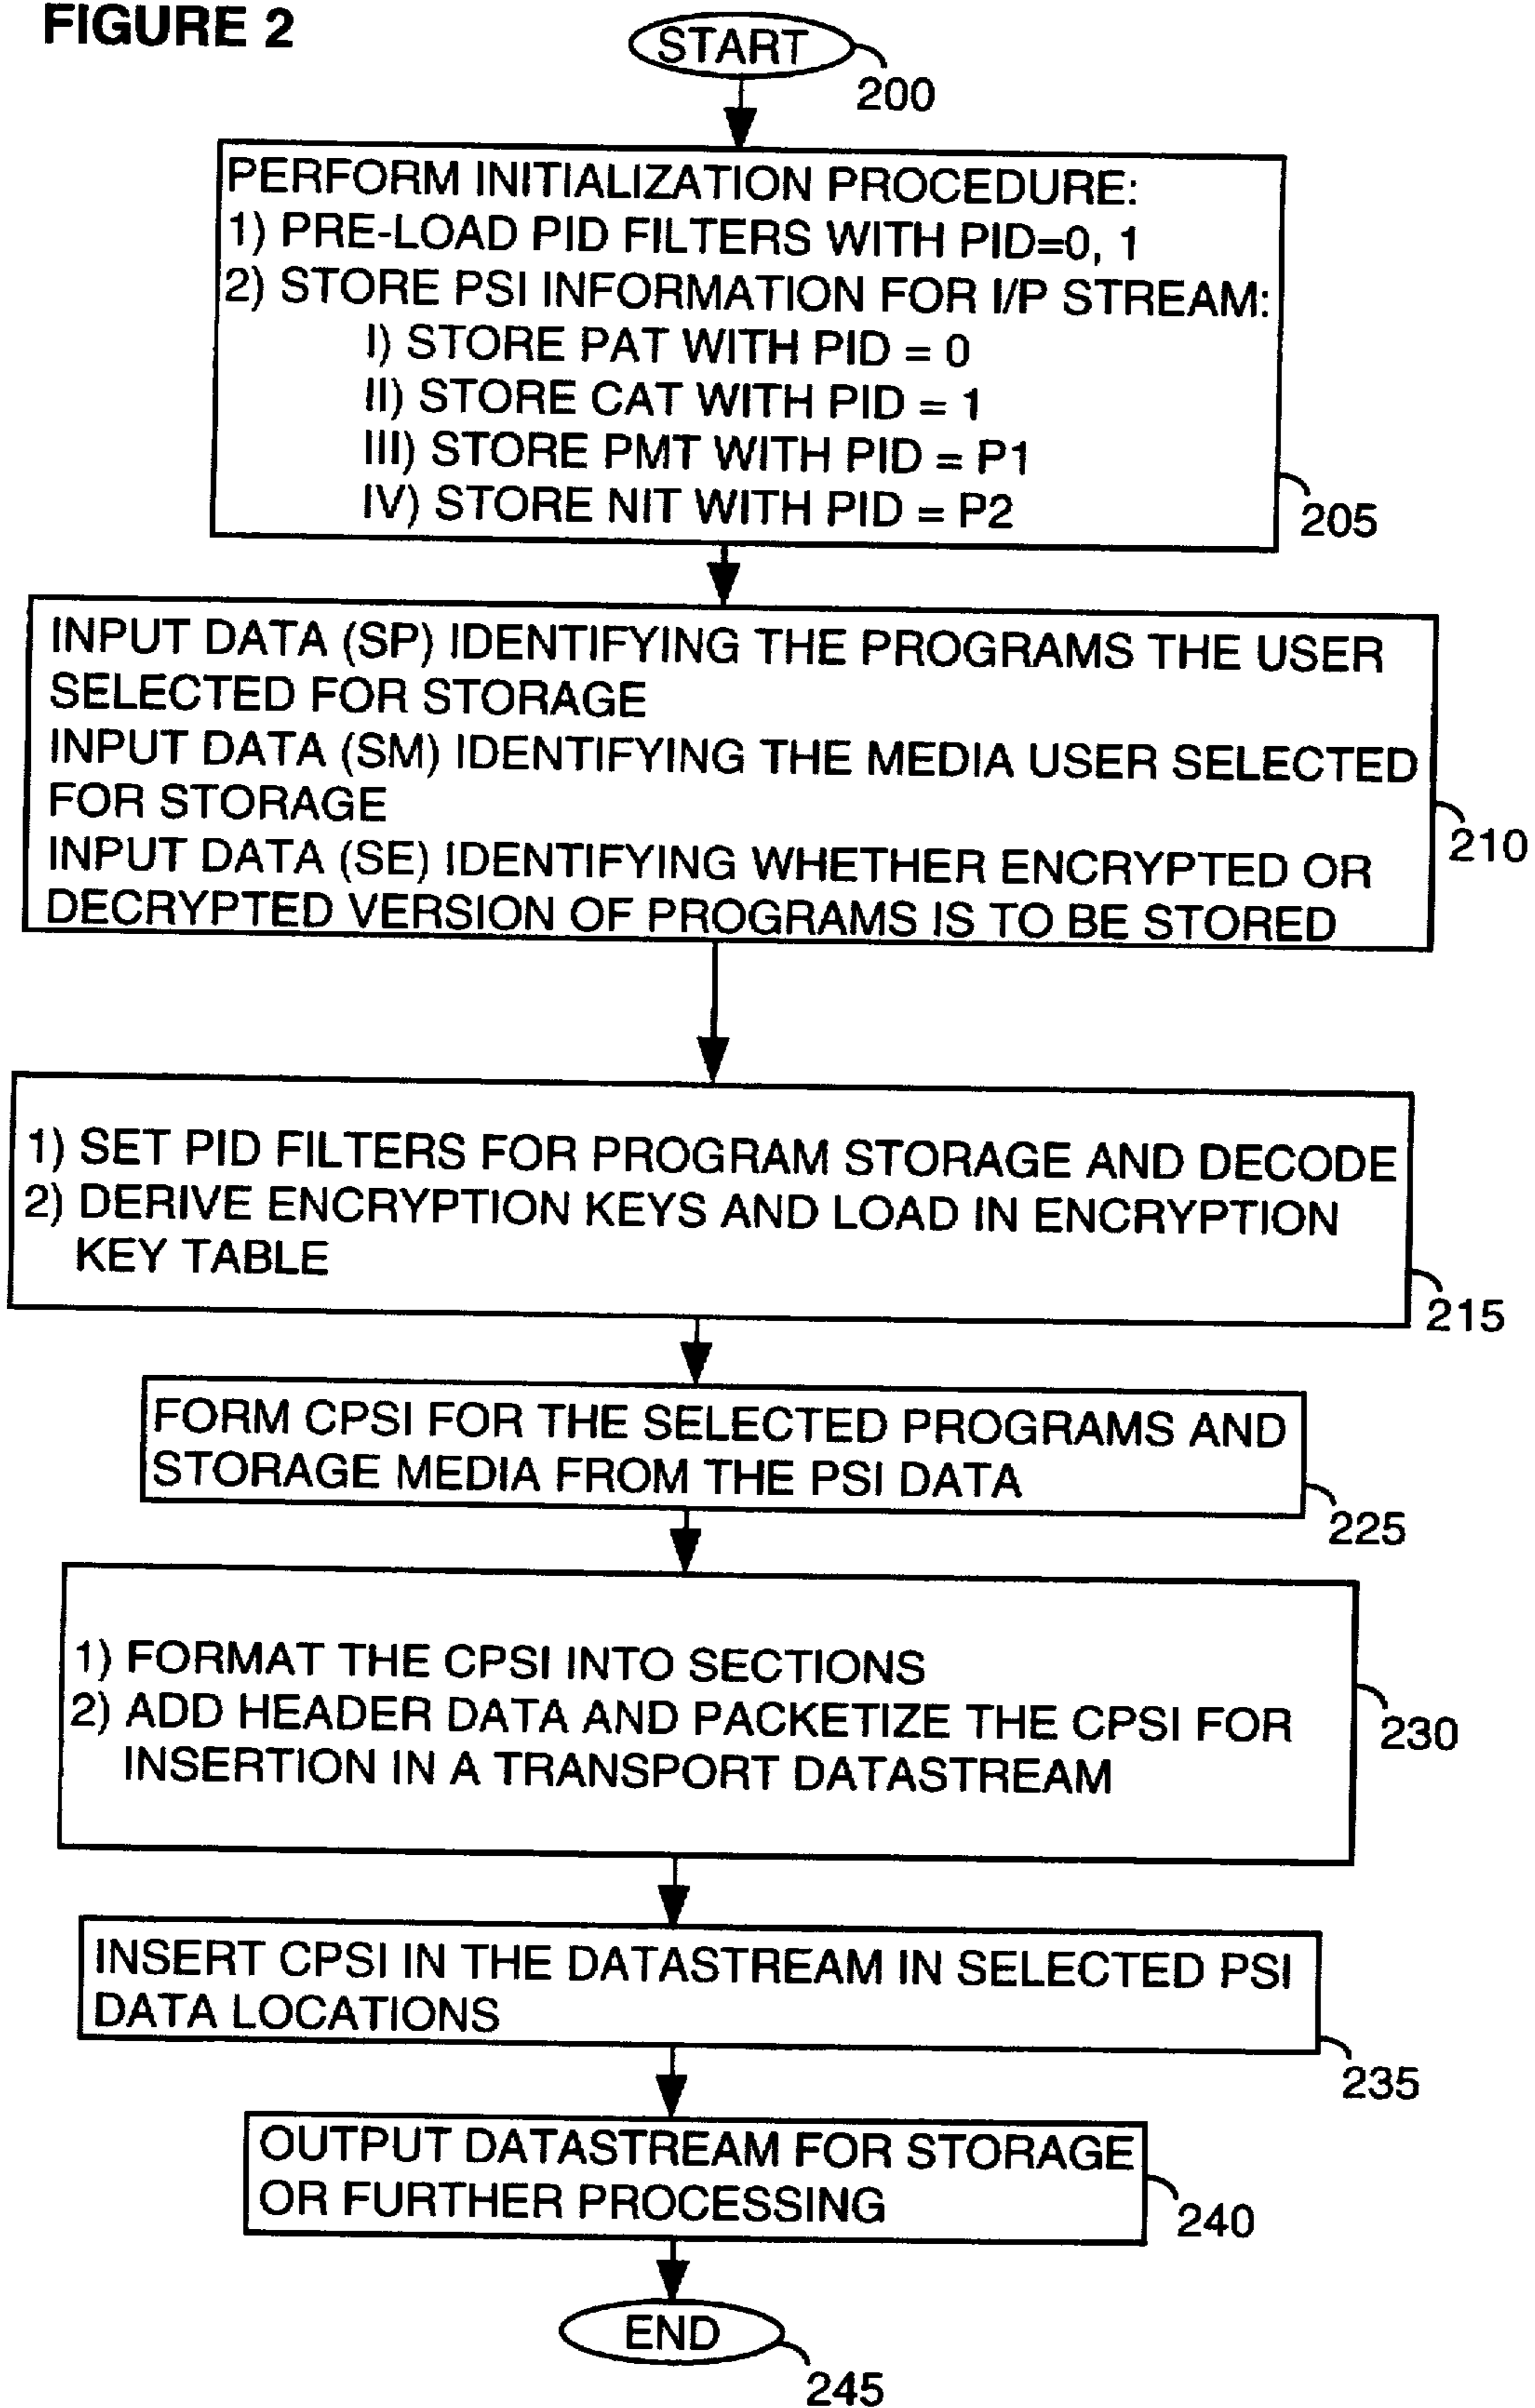 FIGURE 2
START
200
PERFORM INITIALIZATION PROCEDURE:
1) PRE-LOAD PID FILTERS WITH PID=0, 1
2) STORE PSI INFORMATION FOR I/P STREAM:
I) STORE PAT WITH PID = 0
II) STORE CAT WITH PID = 1
III) STORE PMT WITH PID = P1
IV) STORE NIT WITH PID = P2
205
INPUT DATA (SP) IDENTIFYING THE PROGRAMS THE USER
SELECTED FOR STORAGE
INPUT DATA (SM) IDENTIFYING THE MEDIA USER SELECTED
FOR STORAGE
INPUT DATA (SE) IDENTIFYING WHETHER ENCRYPTED OR
DECRYPTED VERSION OF PROGRAMS IS TO BE STORED
210
1) SET PID FILTERS FOR PROGRAM STORAGE AND DECODE
2) DERIVE ENCRYPTION KEYS AND LOAD IN ENCRYPTION
KEY TABLE
215
FORM CPSI FOR THE SELECTED PROGRAMS AND
STORAGE MEDIA FROM THE PSI DATA
225
1) FORMAT THE CPSI INTO SECTIONS
2) ADD HEADER DATA AND PACKETIZE THE CPSI FOR
INSERTION IN A TRANSPORT DATASTREAM
230
INSERT CPSI IN THE DATASTREAM IN SELECTED PSI
DATA LOCATIONS
235
OUTPUT DATASTREAM FOR STORAGE
OR FURTHER PROCESSING
240
END
245